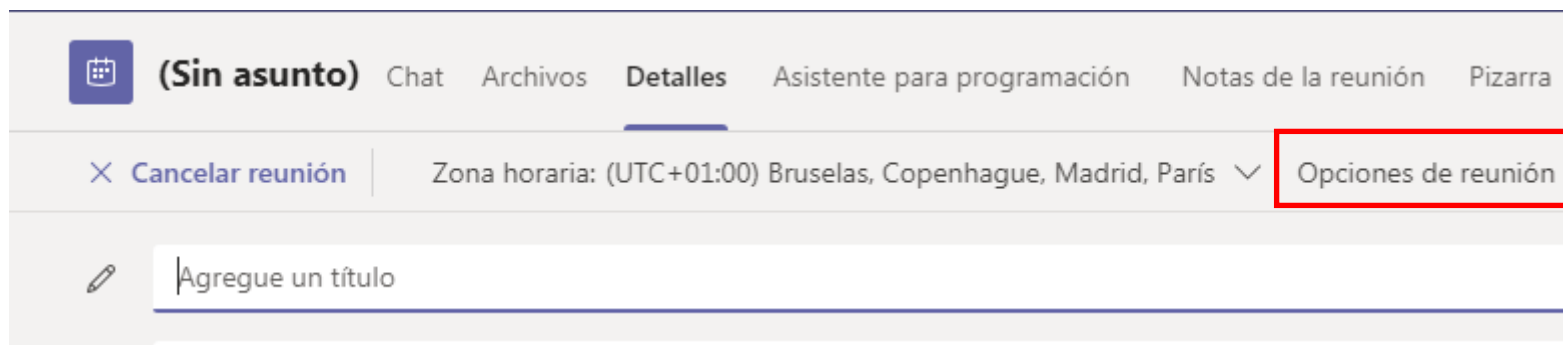 (Sin asunto) Chat Archivos Detalles Asistente para programación Notas de la reunión Pizarra
Cancelar reunión Zona horaria: (UTC+01:00) Bruselas, Copenhague, Madrid, París Opciones de reunión
Agregue un título